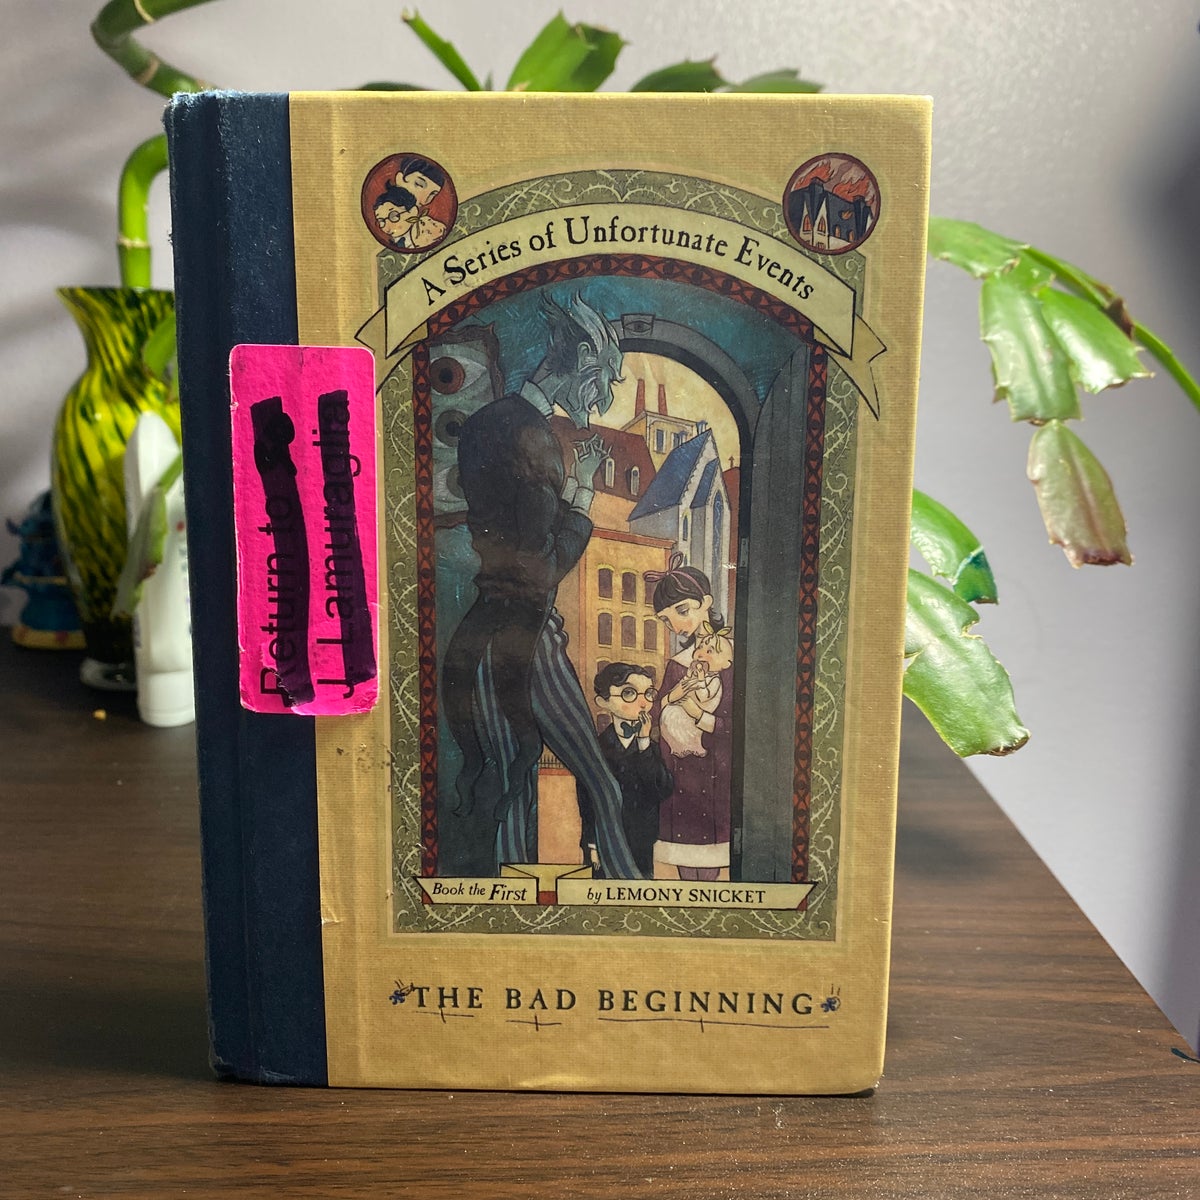 A Series of Unfortunate Events
Return to
J. Lamuraglia
Book the First
by LEMONY SNICKET
THE BAD BEGINNING